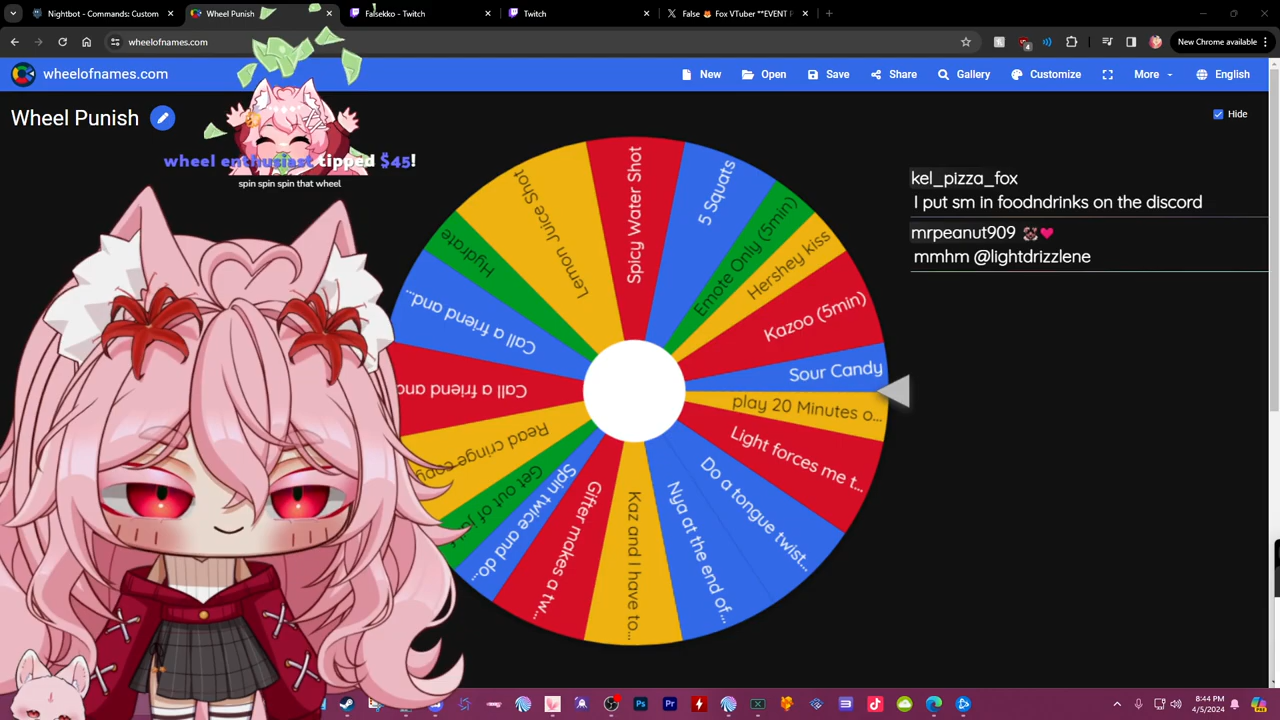 Nightbot - Commands: Custom
Wheel Punish
Falsekko - Twitch
Twitch
False 🦊 Fox VTuber **EVENT
wheelofnames.com
New Chrome available
wheelofnames.com
New
Open
Save
Share
Gallery
Customize
More
English
Wheel Punish
Hide
wheel enthusiast tipped $45!
spin spin spin that wheel
kel_pizza_fox
I put sm in foodndrinks on the discord
mrpeanut909
mmhm @lightdrizzlene
Spicy Water Shot
5 Squats
Emote Only (5min)
Hershey kiss
Kazoo (5min)
Sour Candy
play 20 Minutes o...
Light forces me t...
Do a tongue twist...
Nya at the end of...
Kaz and I have to...
Gifter makes a tw...
Spin twice and do...
Get out of
Read cringe copy
Call a friend and
Call a friend and...
Hydrate
Lemon Juice Shot
8:44 PM
4/5/2024